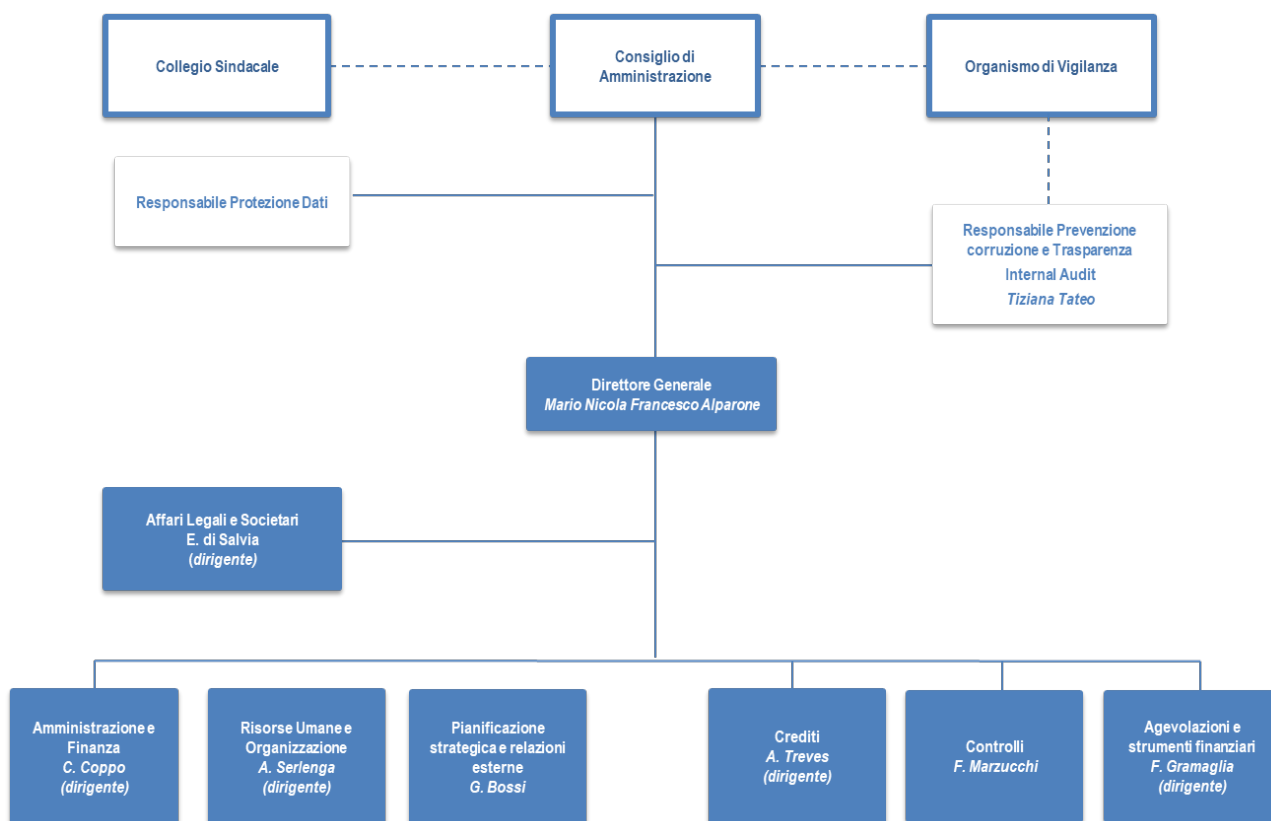 Collegio Sindacale
Consiglio di
Amministrazione
Organismo di Vigilanza
Responsabile Protezione Dati
Responsabile Prevenzione
corruzione e Trasparenza
Internal Audit
Tiziana Tateo
Direttore Generale
Mario Nicola Francesco Alparone
Affari Legali e Societari
E. di Salvia
(dirigente)
Amministrazione e
Finanza
C. Coppo
(dirigente)
Risorse Umane e
Organizzazione
A. Serlenga
(dirigente)
Pianificazione
strategica e relazioni
esterne
G. Bossi
Crediti
A. Treves
(dirigente)
Controlli
F. Marzucchi
Agevolazioni e
strumenti finanziari
F. Gramaglia
(dirigente)